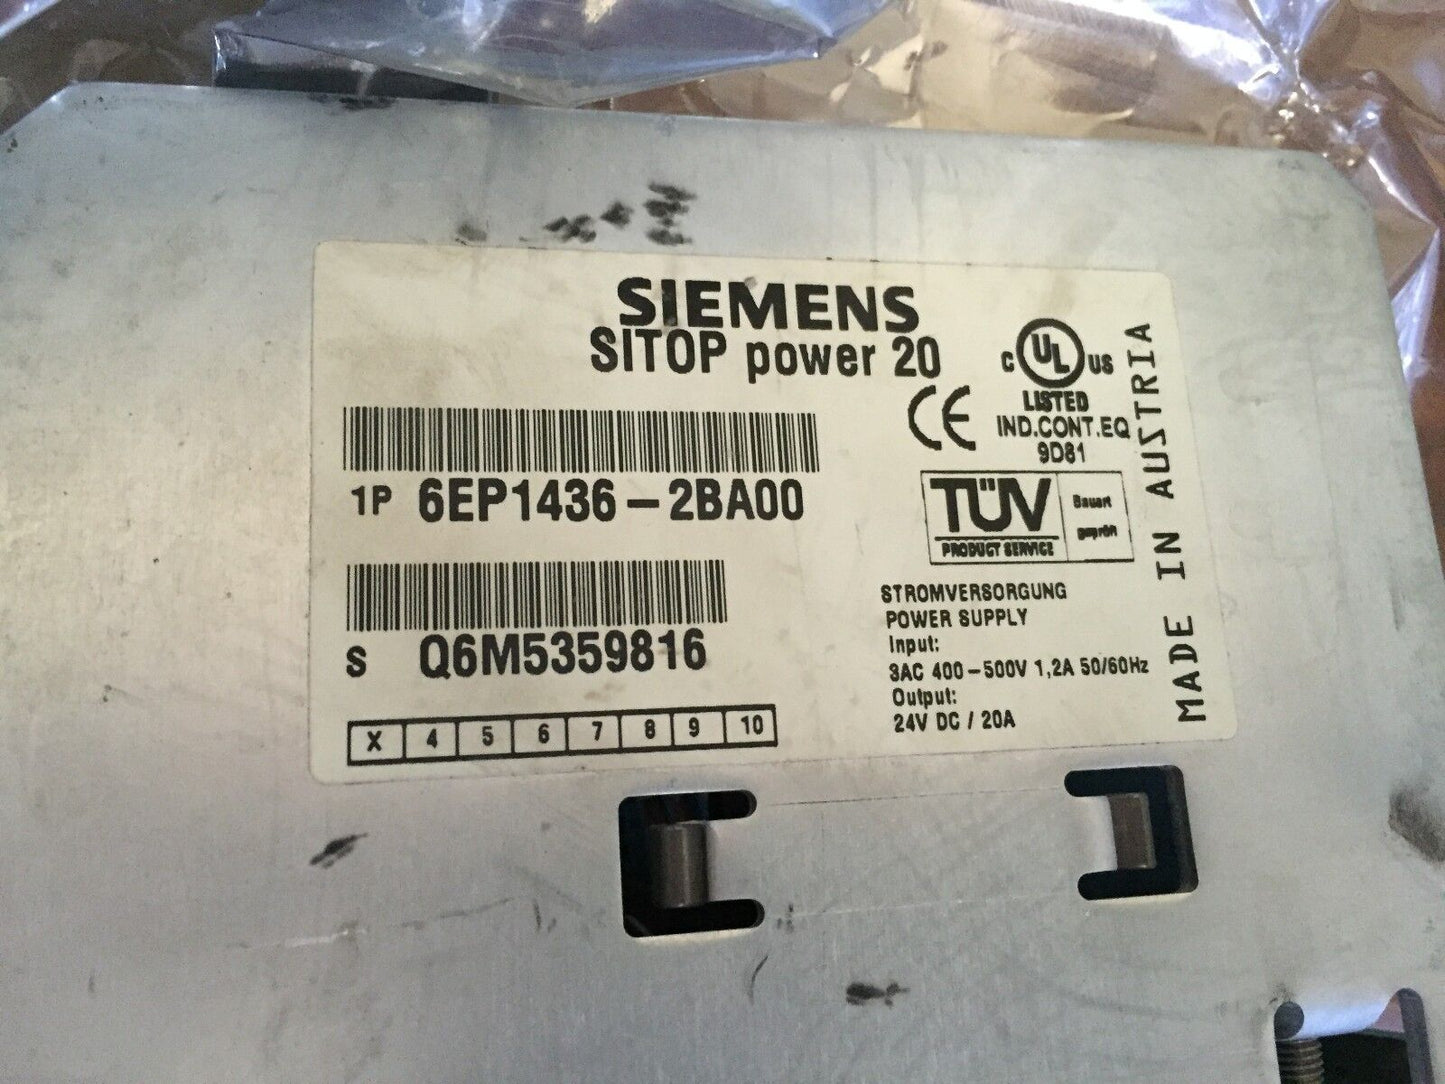 SIEMENS
SITOP power 20
1P 6EP1436-2BA00
S Q6M5359816
X 4 5 6 7 8 9 10
C UL US
LISTED
IND.CONT.EQ
9D81
CE
TÜV
PRODUCT SERVICE
Bauart
geprüft
STROMVERSORGUNG
POWER SUPPLY
Input:
3AC 400-500V 1,2A 50/60Hz
Output:
24V DC / 20A
MADE IN AUSTRIA